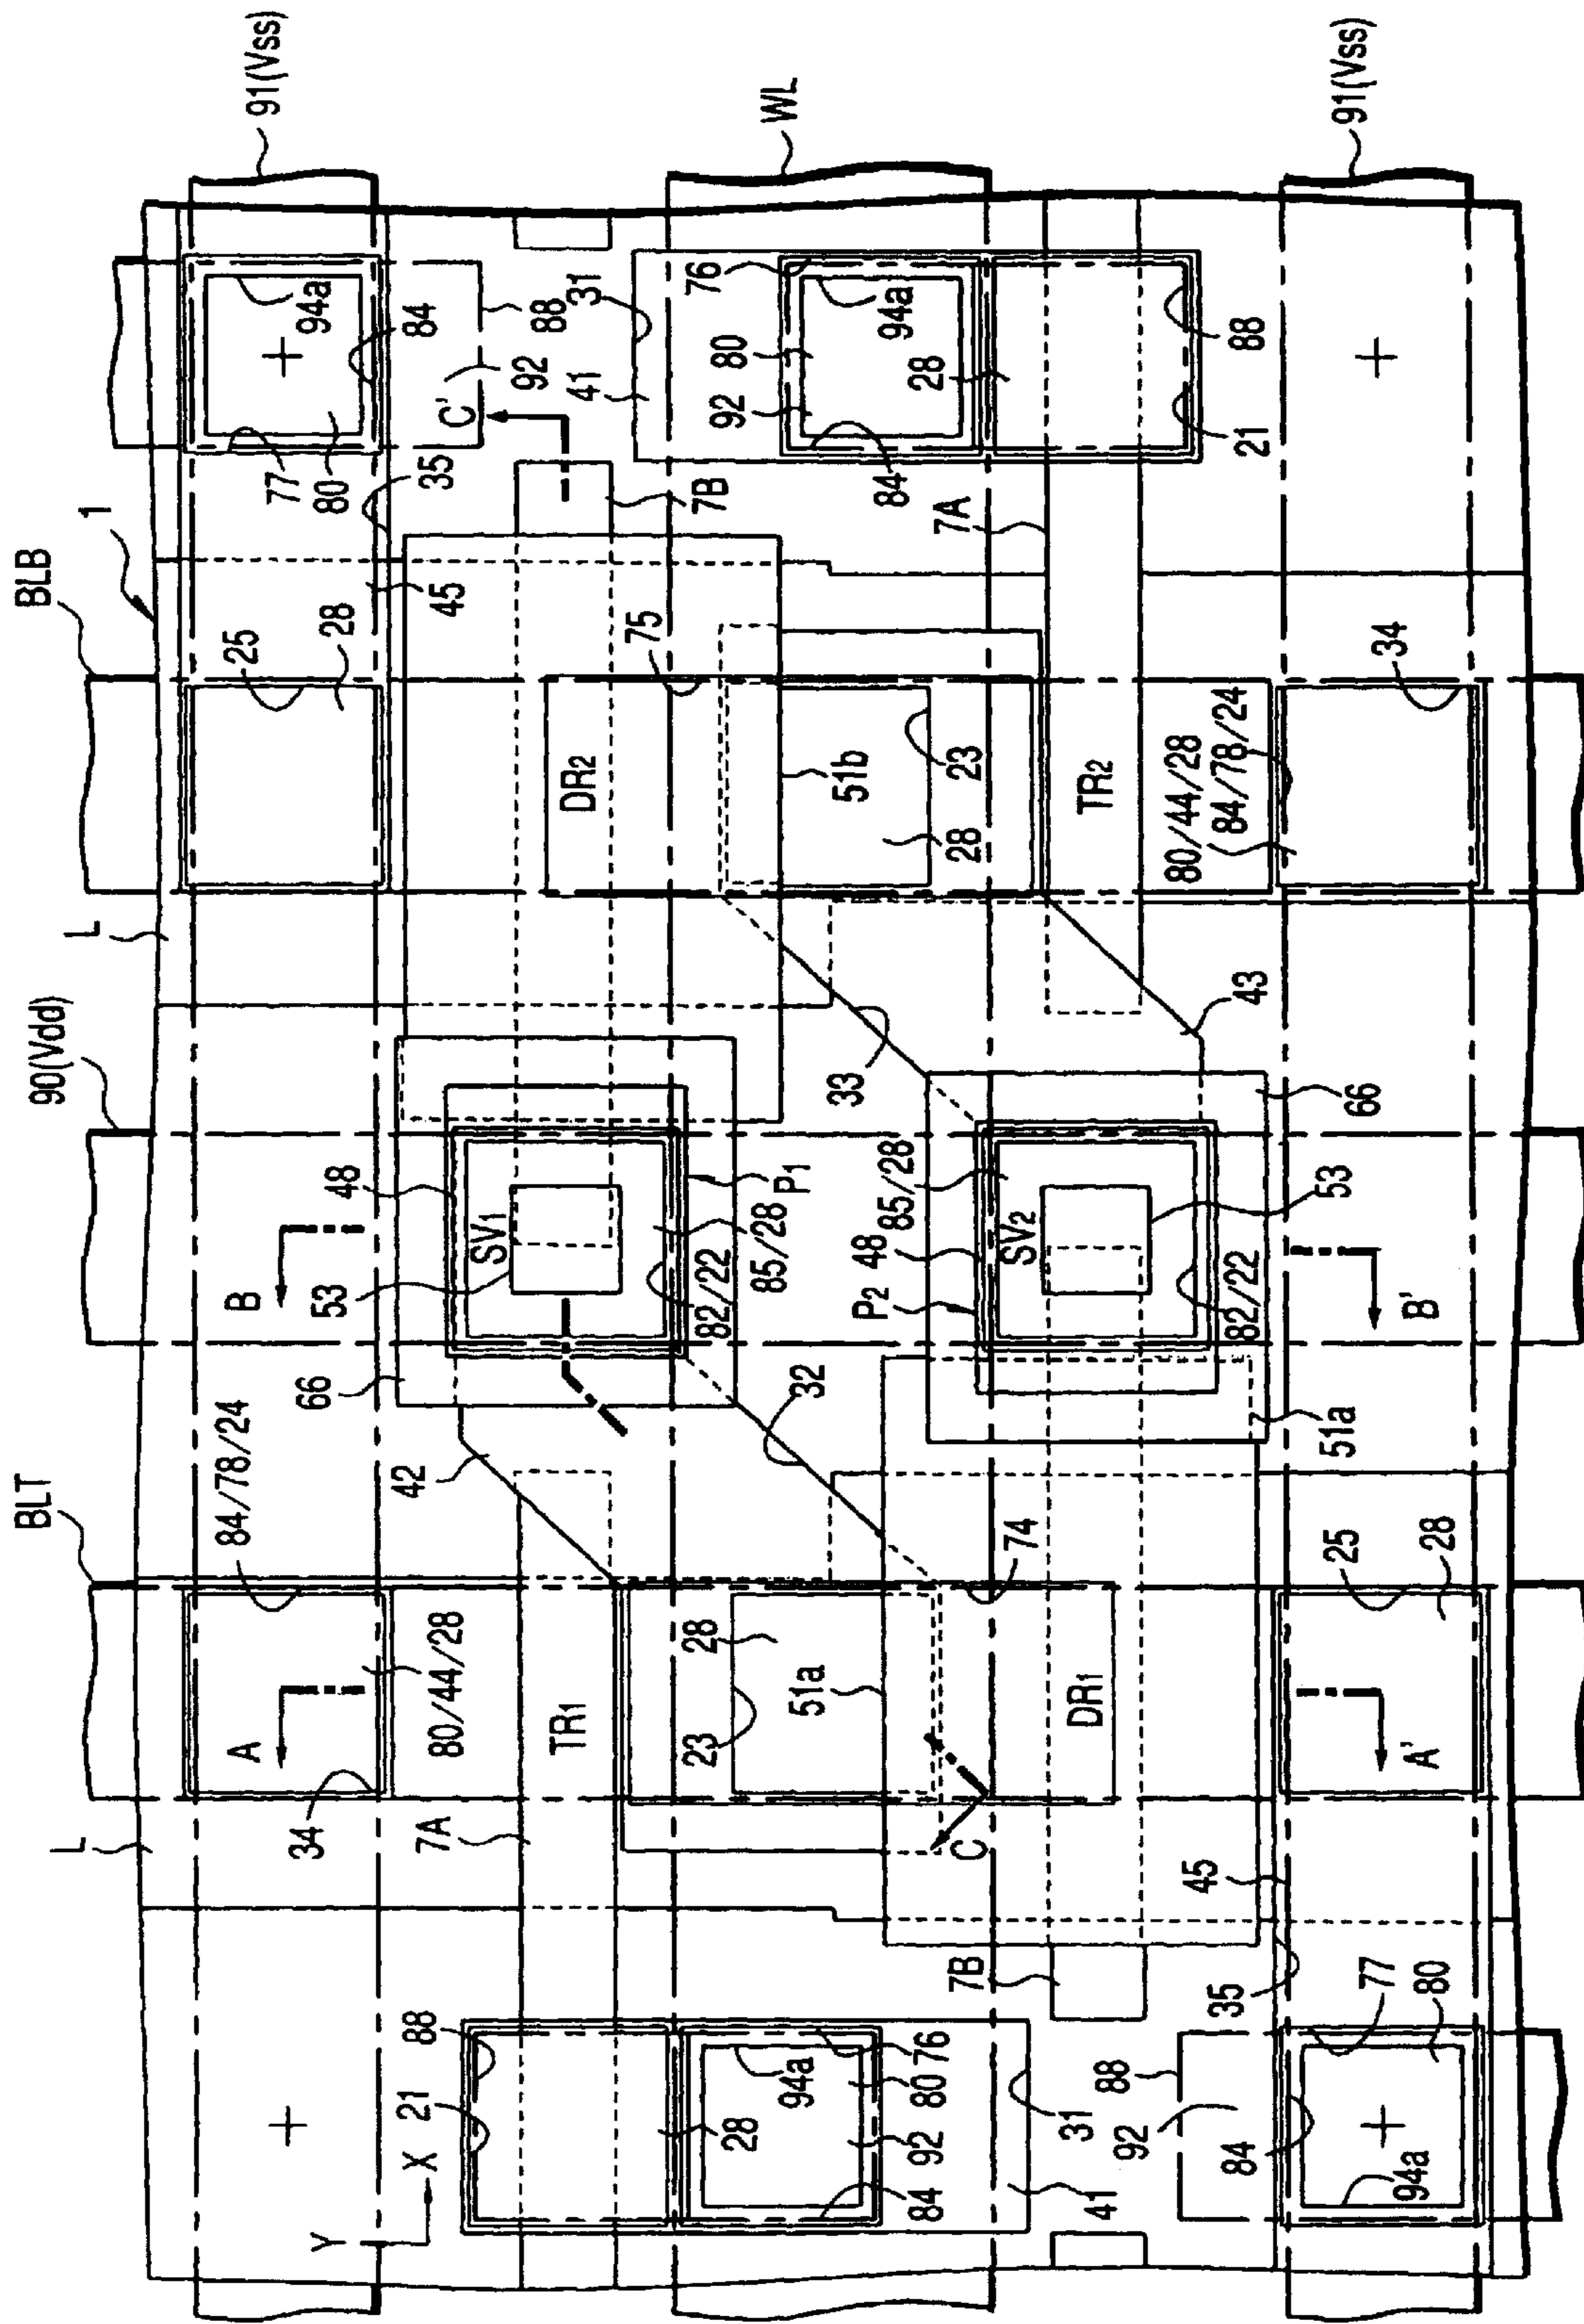 BLT
90(Vdd)
BLB
1
L
L
91(Vss)
Y
X
34
A
84/78/24
80/44/28
B
48
25
28
45
77
80
35
94a
84
88
92
C'
21
88
7A
TR1
42
66
53
SV1
P1
85/28
82/22
DR2
75
7B
41
31
76
WL
28
76
94a
80
92
84
31
41
23
28
51a
74
32
33
51b
23
28
80
92
94a
84
28
88
21
C
7B
DR1
P2
48
SV2
85/28
53
66
43
TR2
7A
82/22
51a
80/44/28
84/78/24
34
88
92
84
94a
77
80
35
45
A'
25
28
B'
91(Vss)